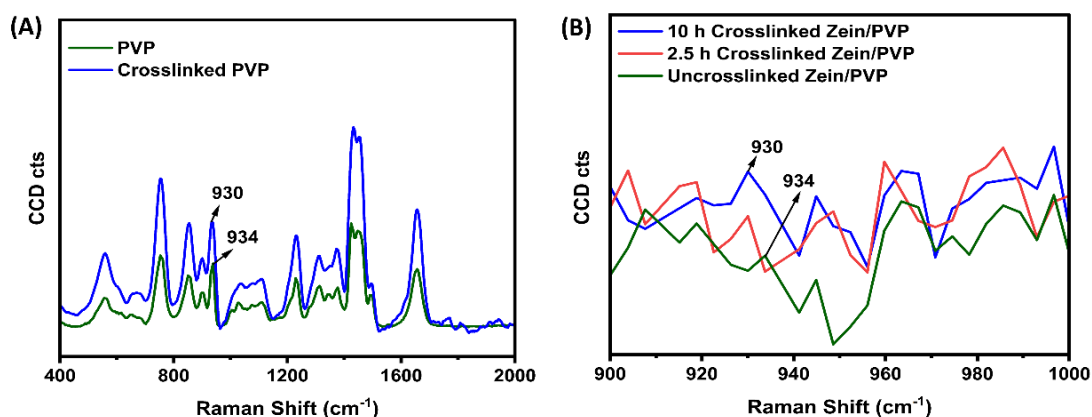 (A)
PVP
Crosslinked PVP
930
934
CCD cts
400 800 1200 1600 2000
Raman Shift (cm-1)
(B)
10 h Crosslinked Zein/PVP
2.5 h Crosslinked Zein/PVP
Uncrosslinked Zein/PVP
930
934
CCD cts
900 920 940 960 980 1000
Raman Shift (cm-1)